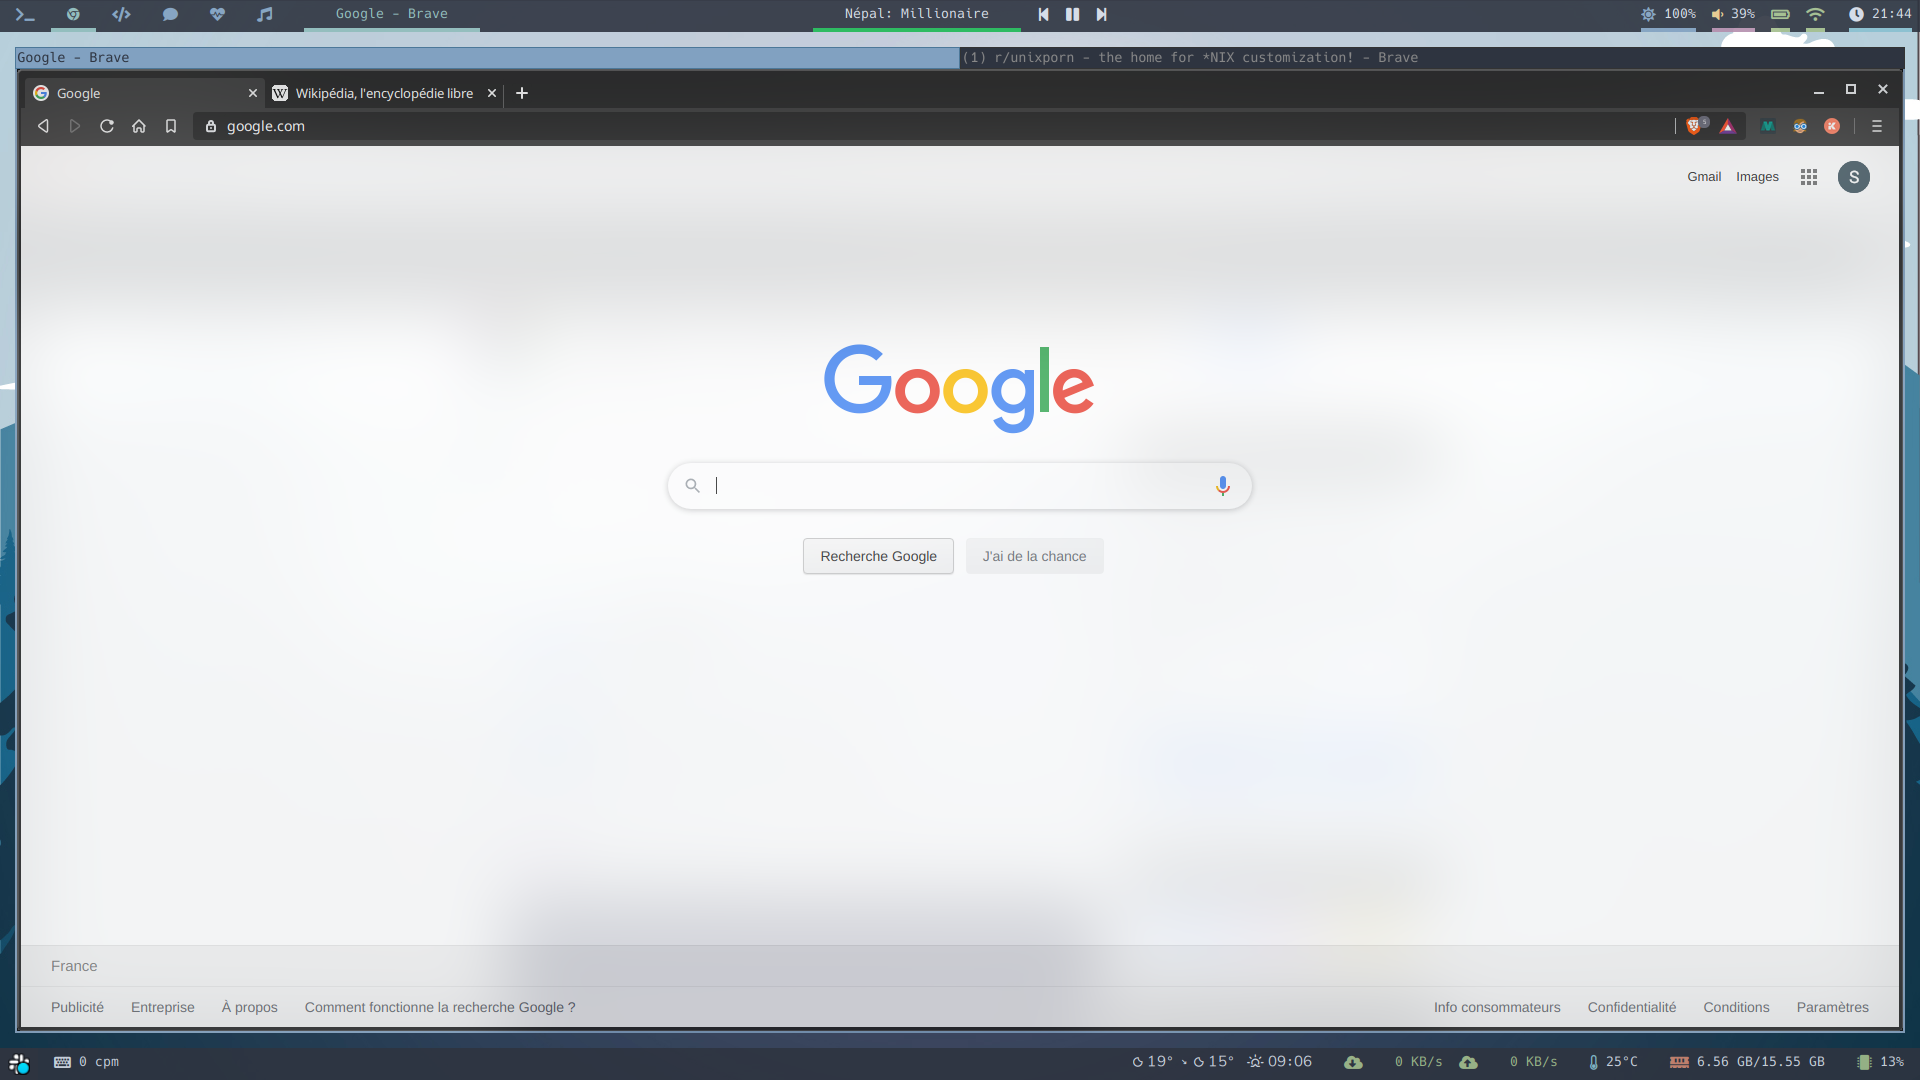 Google - Brave
Népal: Millionaire
100%
39%
21:44
Google - Brave
(1) r/unixporn - the home for *NIX customization! - Brave
Google
W Wikipédia, l'encyclopédie libre
google.com
Gmail
Images
S
Google
Recherche Google
J'ai de la chance
France
Publicité
Entreprise
À propos
Comment fonctionne la recherche Google ?
Info consommateurs
Confidentialité
Conditions
Paramètres
0 cpm
19°
15°
09:06
0 KB/s
0 KB/s
25°C
6.56 GB/15.55 GB
13%